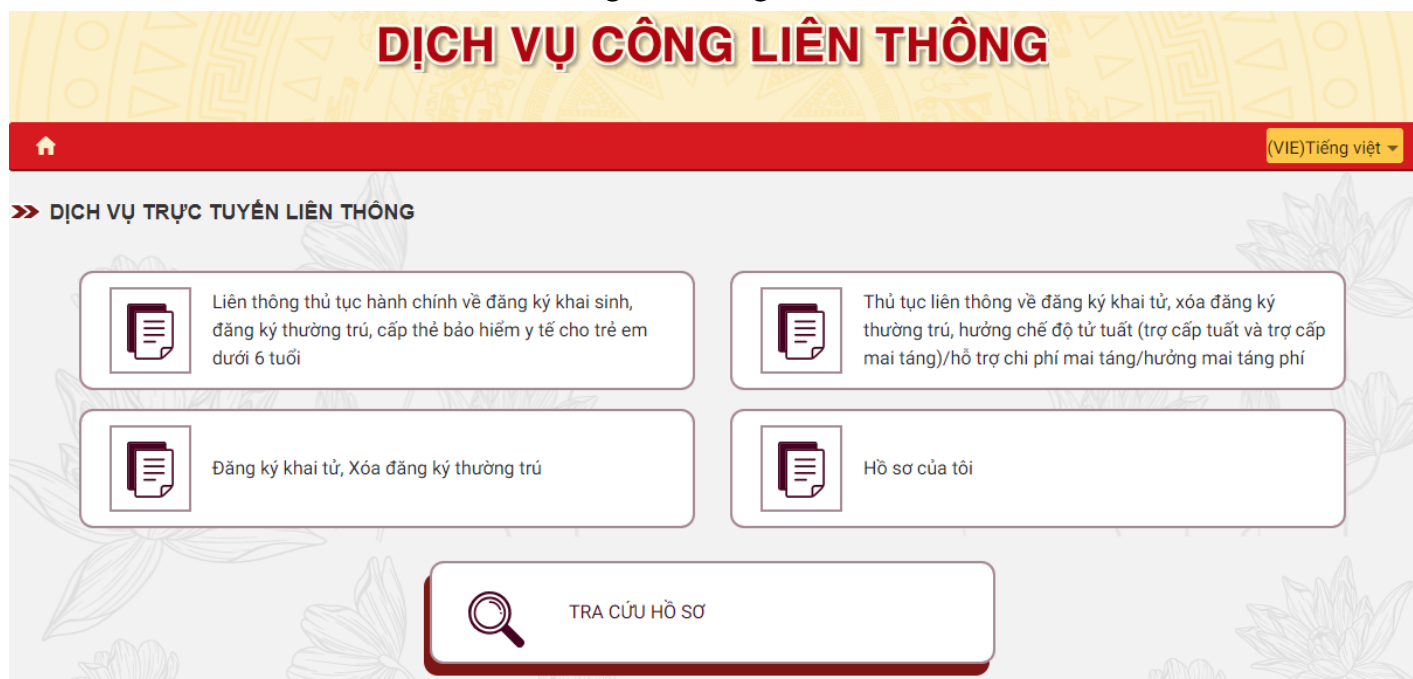 DỊCH VỤ CÔNG LIÊN THÔNG
(VIE)Tiếng việt
DỊCH VỤ TRỰC TUYẾN LIÊN THÔNG
Liên thông thủ tục hành chính về đăng ký khai sinh,
đăng ký thường trú, cấp thẻ bảo hiểm y tế cho trẻ em
dưới 6 tuổi
Thủ tục liên thông về đăng ký khai tử, xóa đăng ký
thường trú, hưởng chế độ tử tuất (trợ cấp tuất và trợ cấp
mai táng)/hỗ trợ chi phí mai táng/hưởng mai táng phí
Đăng ký khai tử, Xóa đăng ký thường trú
Hồ sơ của tôi
TRA CỨU HỒ SƠ